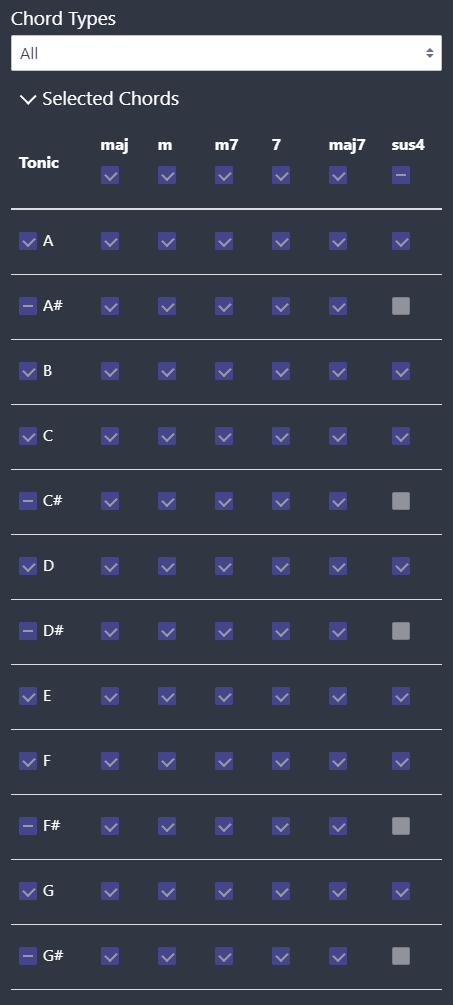 Chord Types
All
Selected Chords
Tonic maj m m7 7 maj7 sus4
A
A#
B
C
C#
D
D#
E
F
F#
G
G#